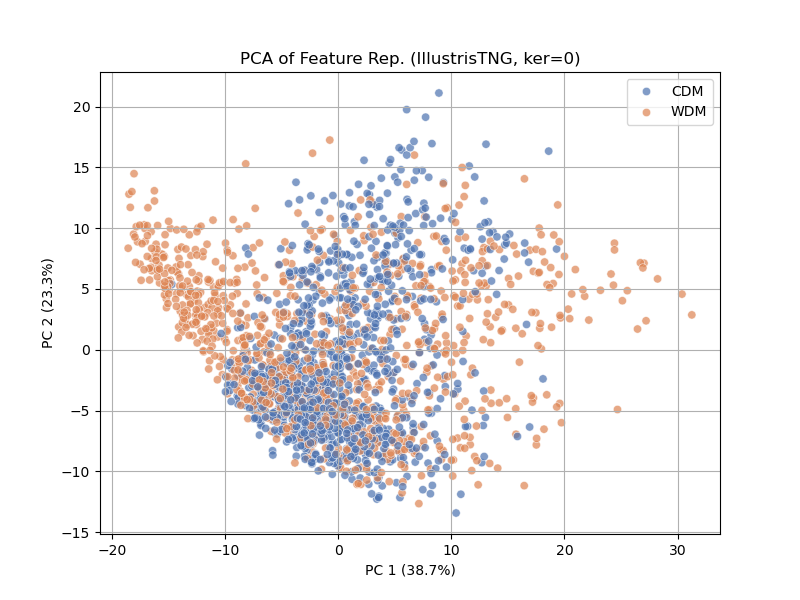 PCA of Feature Rep. (IllustrisTNG, ker=0)
CDM
WDM
20
15
10
5
0
−5
−10
−15
PC 2 (23.3%)
−20 −10 0 10 20 30
PC 1 (38.7%)